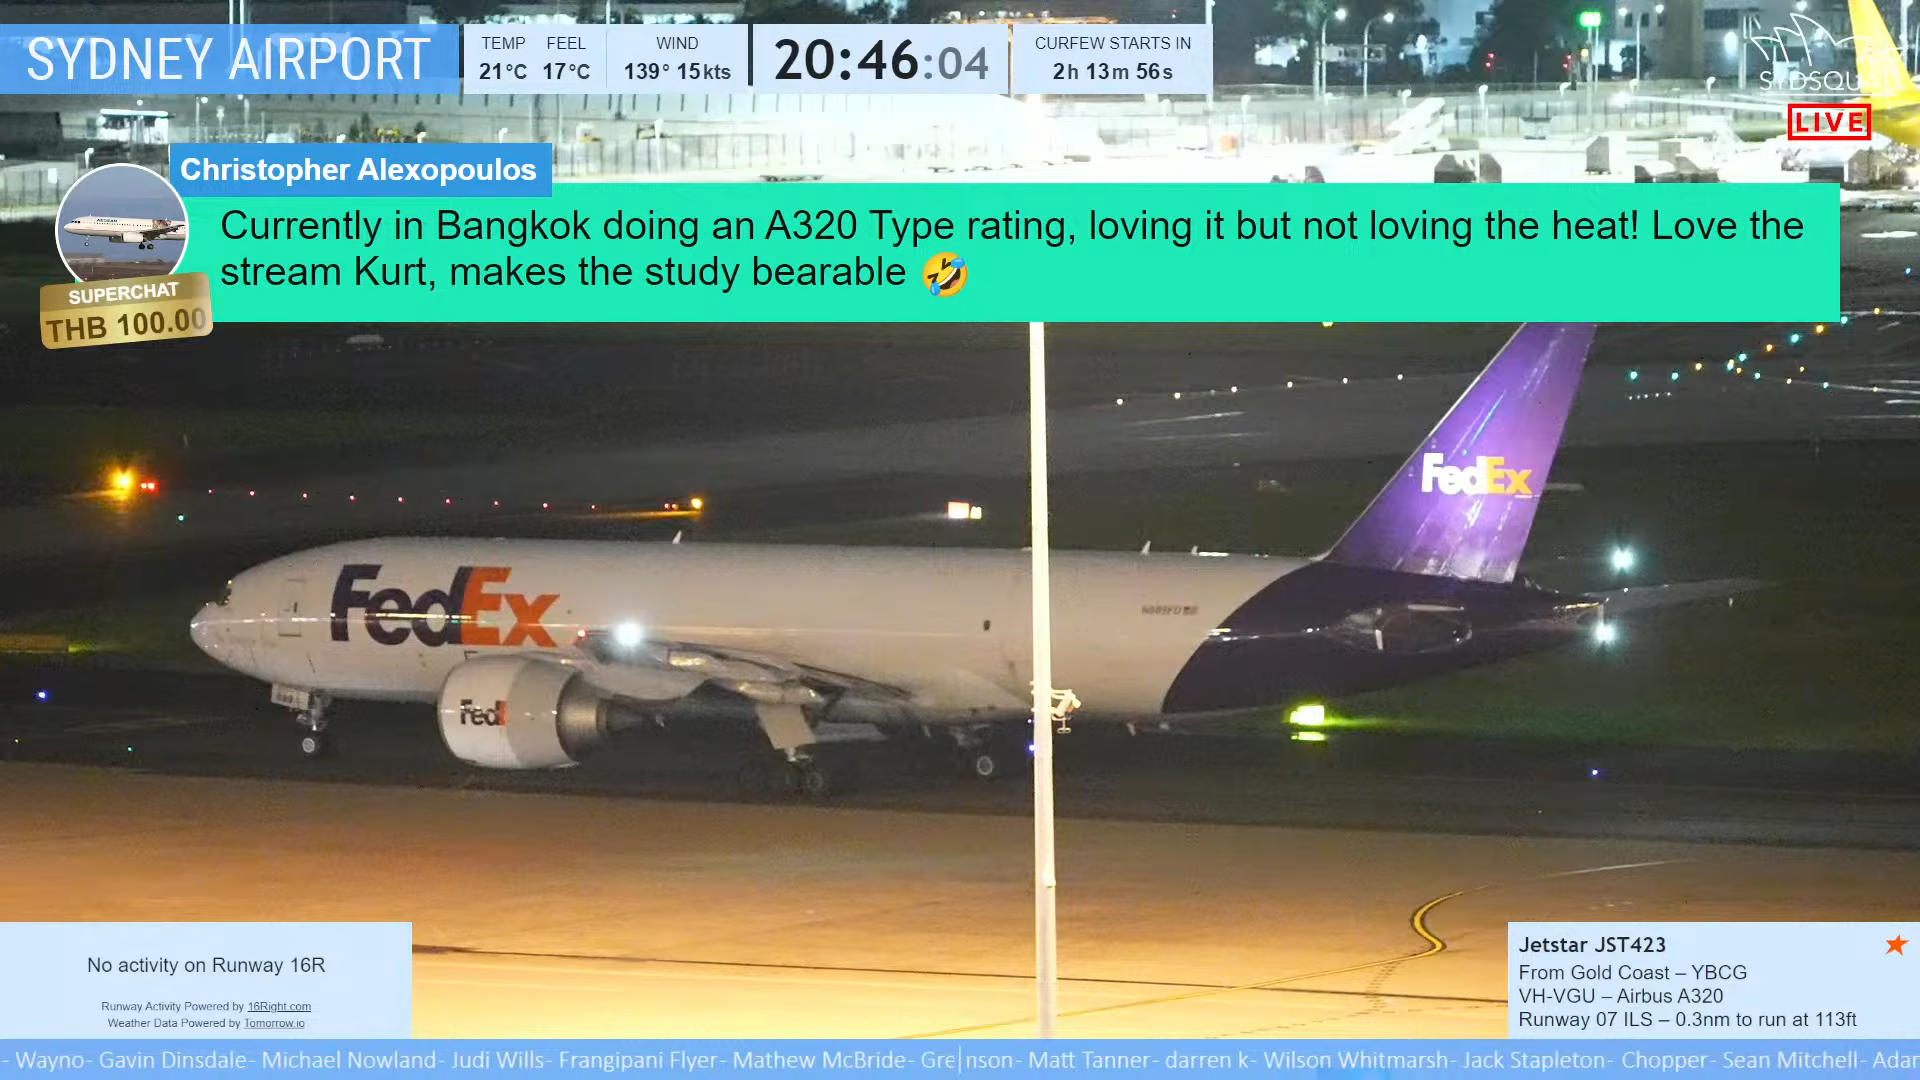 SYDNEY AIRPORT
TEMP FEEL WIND
21°C 17°C 139° 15kts
20:46:04
CURFEW STARTS IN
2h 13m 56s
LIVE
Christopher Alexopoulos
Currently in Bangkok doing an A320 Type rating, loving it but not loving the heat! Love the
stream Kurt, makes the study bearable 🤣
SUPERCHAT
THB 100.00
FedEx
FedEx
FedEx
No activity on Runway 16R
Runway Activity Powered by 16Right.com
Weather Data Powered by Tomorrow.io
Jetstar JST423
From Gold Coast – YBCG
VH-VGU – Airbus A320
Runway 07 ILS – 0.3nm to run at 113ft
- Wayno- Gavin Dinsdale- Michael Nowland- Judi Wills- Frangipani Flyer- Mathew McBride- Gre nson- Matt Tanner- darren k- Wilson Whitmarsh- Jack Stapleton- Chopper- Sean Mitchell- Adar